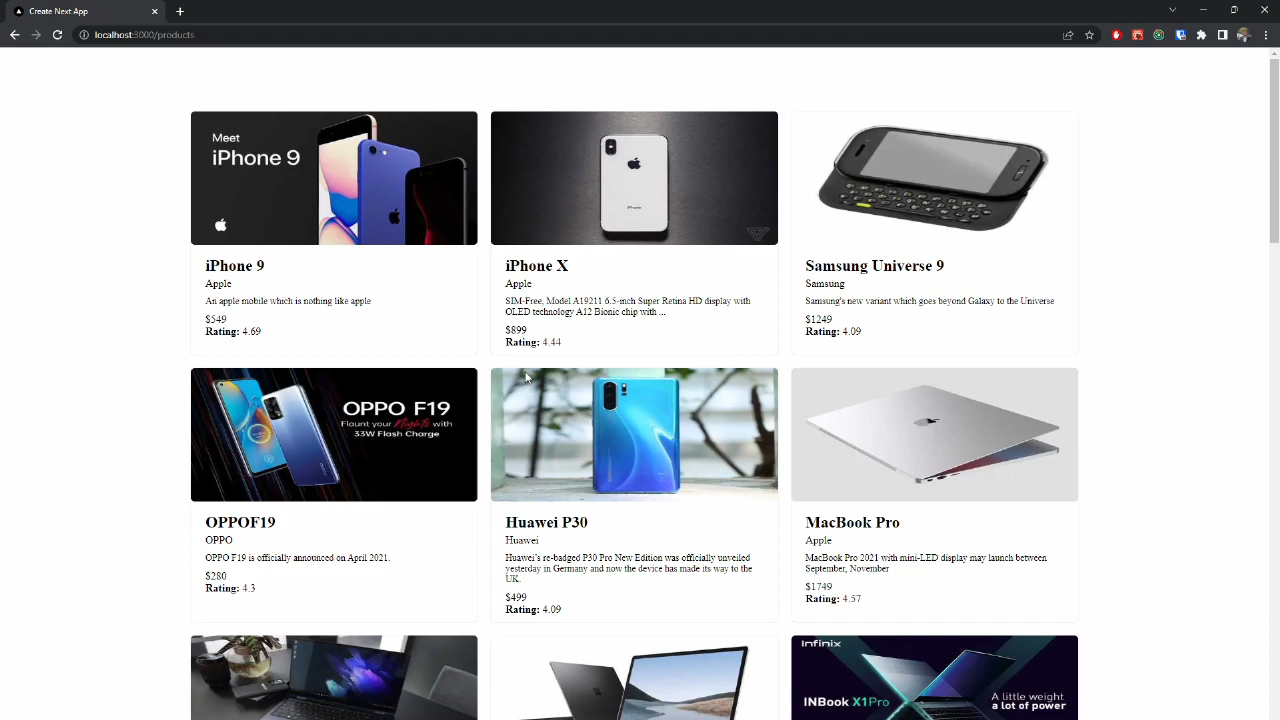 Create Next App
localhost:3000/products
Meet
iPhone 9
iPhone
iPhone 9
Apple
An apple mobile which is nothing like apple
$549
Rating: 4.69
iPhone X
Apple
SIM-Free, Model A19211 6.5-inch Super Retina HD display with
OLED technology A12 Bionic chip with ...
$899
Rating: 4.44
Samsung Universe 9
Samsung
Samsung's new variant which goes beyond Galaxy to the Universe
$1249
Rating: 4.09
OPPO F19
Flaunt your Nights with
33W Flash Charge
OPPOF19
OPPO
OPPO F19 is officially announced on April 2021.
$280
Rating: 4.3
Huawei P30
Huawei
Huawei's re-badged P30 Pro New Edition was officially unveiled
yesterday in Germany and now the device has made its way to the
UK.
$499
Rating: 4.09
MacBook Pro
Apple
MacBook Pro 2021 with mini-LED display may launch between
September, November
$1749
Rating: 4.57
Infinix
INBook X1Pro
A little weight
a lot of power